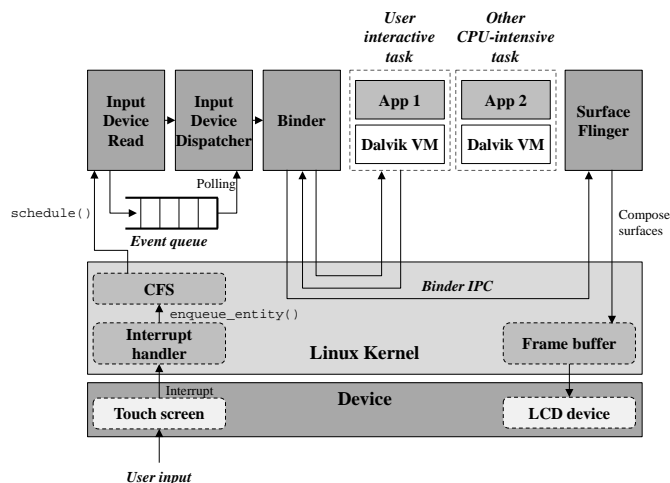 User
interactive
task
Other
CPU-intensive
task
Input
Device
Read
Input
Device
Dispatcher
Binder
App 1
Dalvik VM
App 2
Dalvik VM
Surface
Flinger
Polling
schedule()
Event queue
Compose
surfaces
CFS
Binder IPC
enqueue_entity()
Interrupt
handler
Linux Kernel
Frame buffer
Interrupt
Device
Touch screen
LCD device
User input